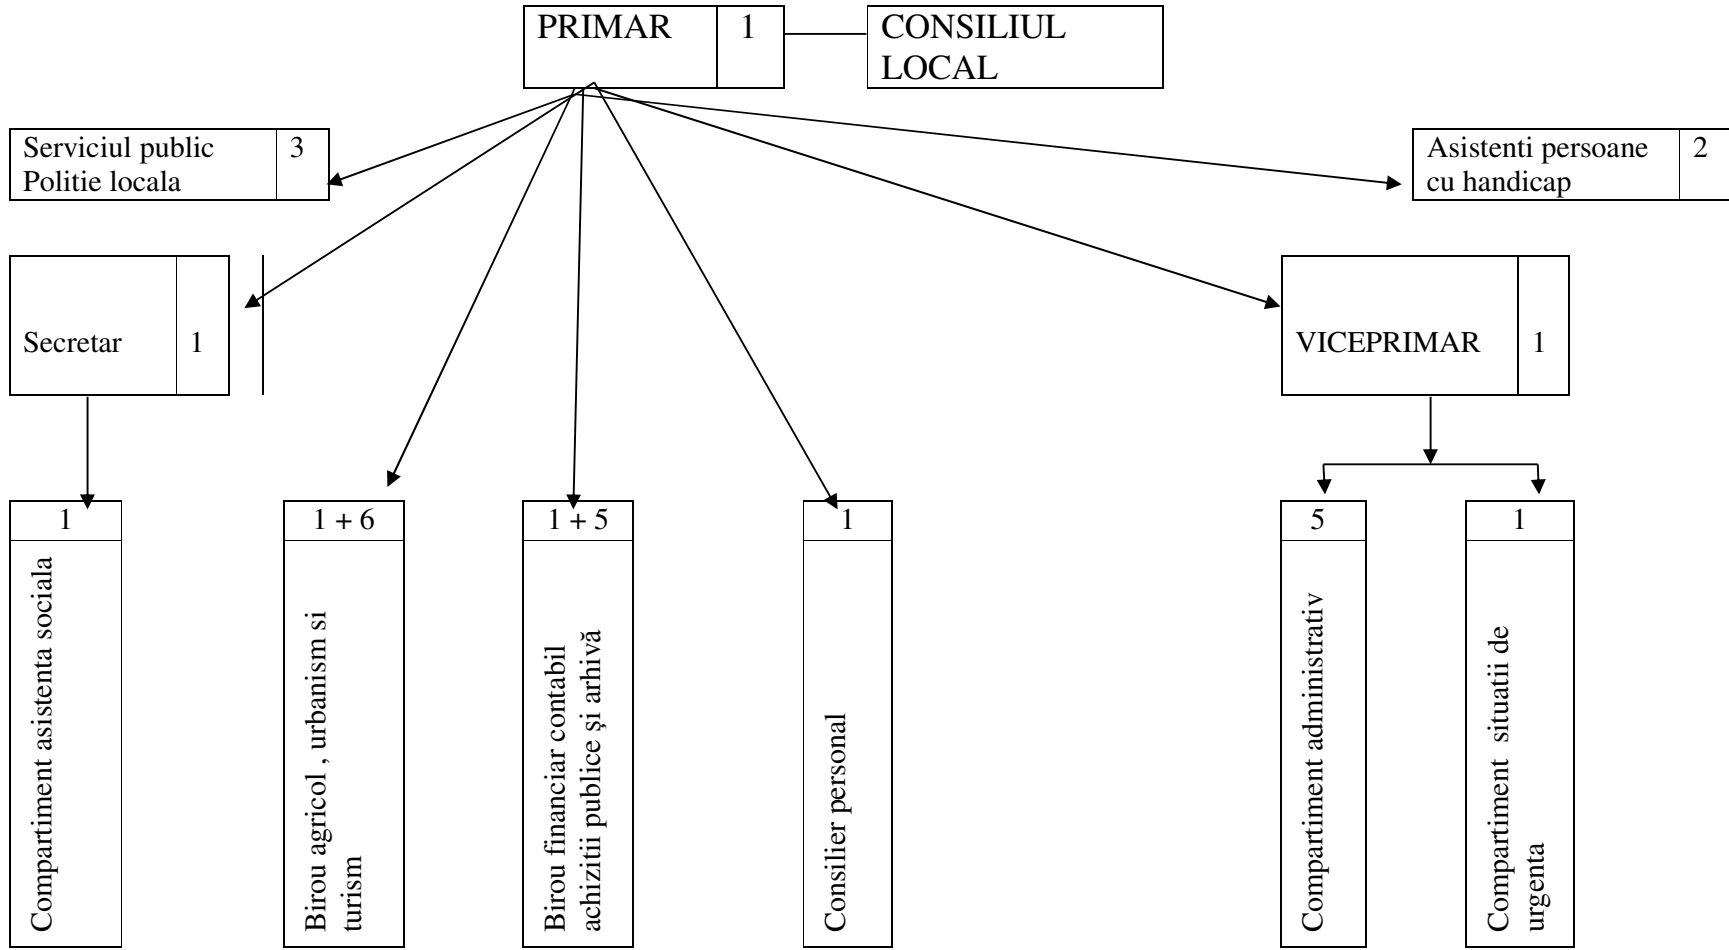 PRIMAR 1
CONSILIUL
LOCAL
Serviciul public 3
Politie locala
Asistenti persoane 2
cu handicap
Secretar 1
VICEPRIMAR 1
1
Compartiment asistenta sociala
1 + 6
Birou agricol , urbanism si
turism
1 + 5
Birou financiar contabil
achizitii publice şi arhivă
1
Consilier personal
5
Compartiment administrativ
1
Compartiment situatii de
urgenta